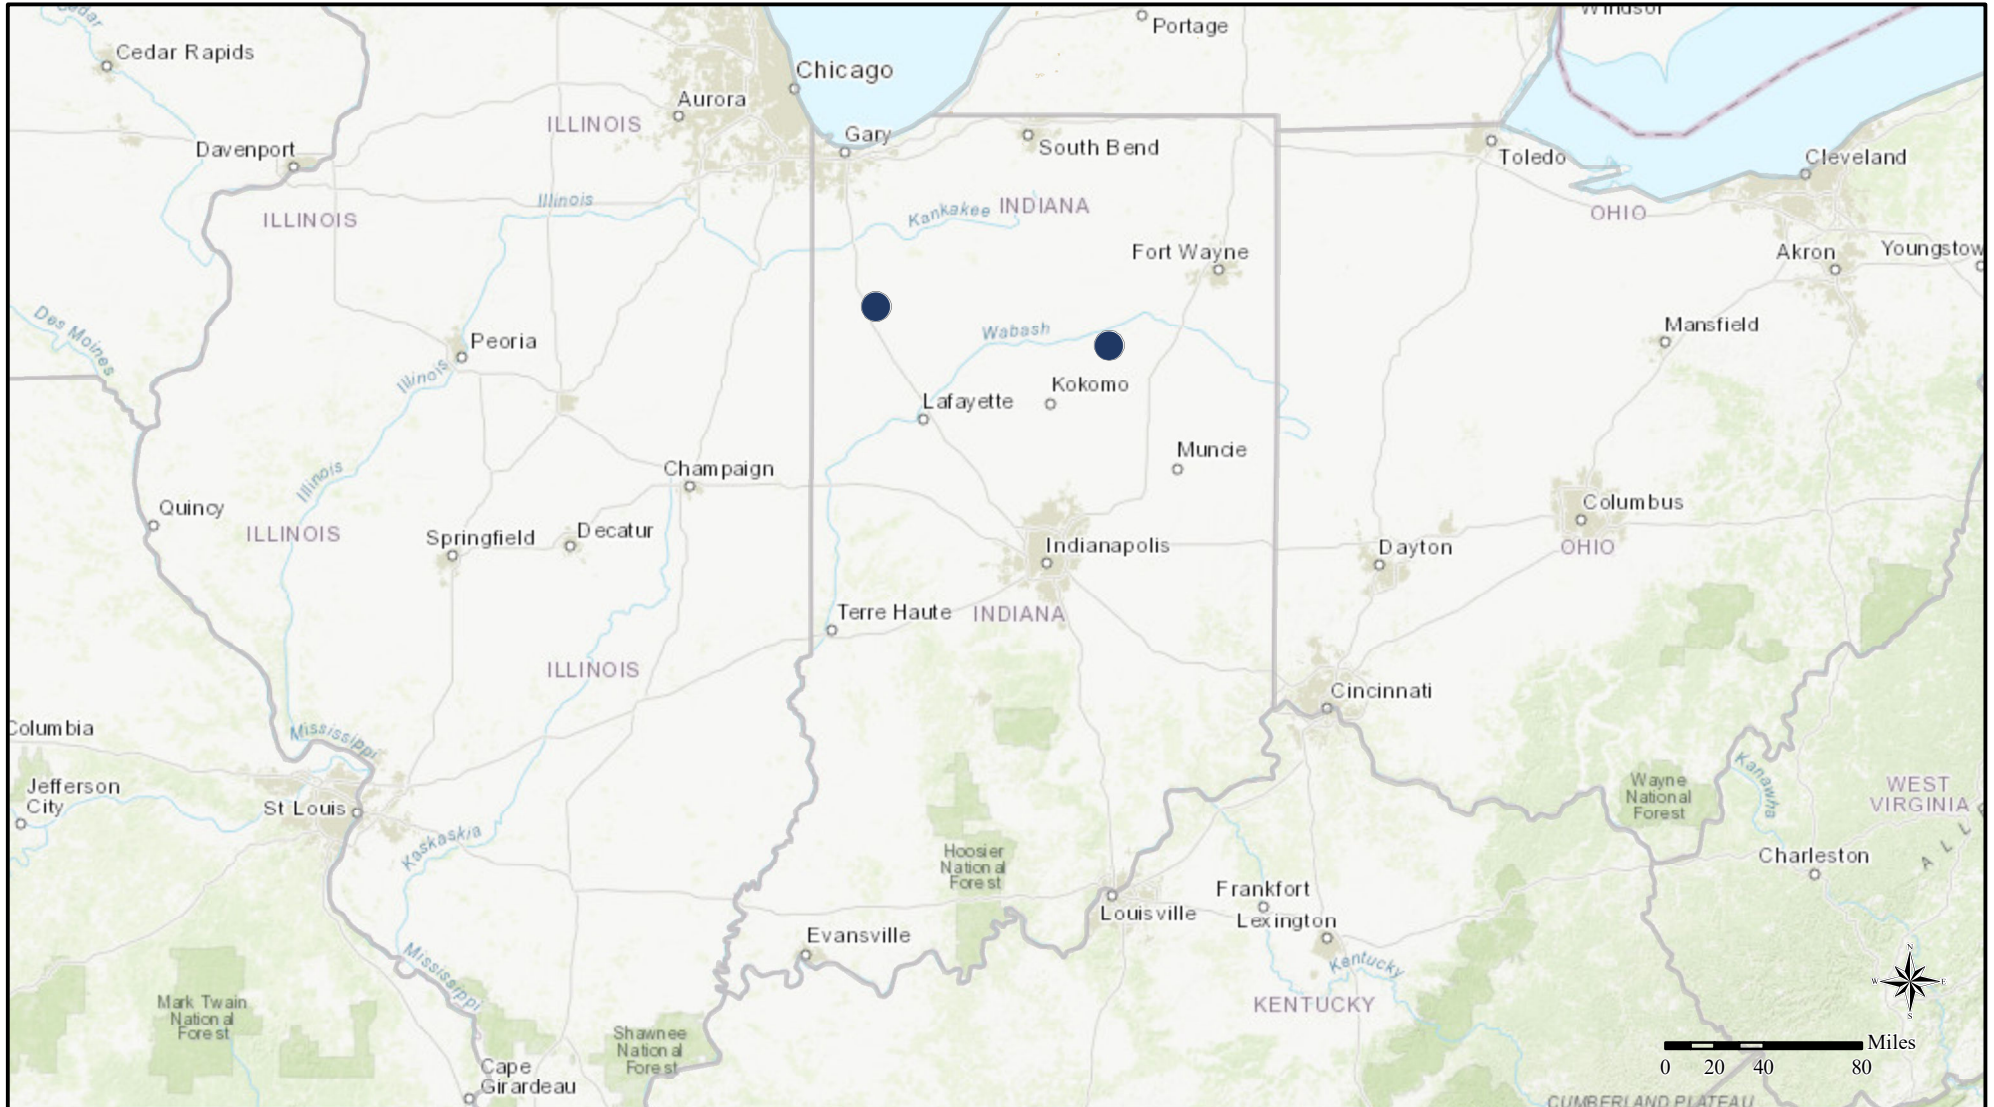 Cedar
Windsor
Portage
Cedar Rapids
Chicago
Aurora
ILLINOIS
Gary
Davenport
South Bend
Toledo
Cleveland
Illinois
Kankakee
INDIANA
ILLINOIS
OHIO
Fort Wayne
Akron
Youngstow
Des Moines
Wabash
Peoria
Mansfield
Illinois
Kokomo
Lafayette
Muncie
Champaign
Illinois
Quincy
Columbus
ILLINOIS
Springfield
Decatur
Indianapolis
Dayton
OHIO
Terre Haute
INDIANA
ILLINOIS
Cincinnati
Columbia
Mississippi
Kanawha
Jefferson
City
St Louis
Wayne
National
Forest
WEST
VIRGINIA
Kaskaskia
Hoosier
National
Forest
Charleston
A L L
Frankfort
Louisville
Lexington
Evansville
Mississippi
Kentucky
N
W
E
S
Mark Twain
National
Forest
KENTUCKY
Shawnee
National
Forest
Miles
0 20 40 80
Cape
Girardeau
CUMBERLAND PLATEAU